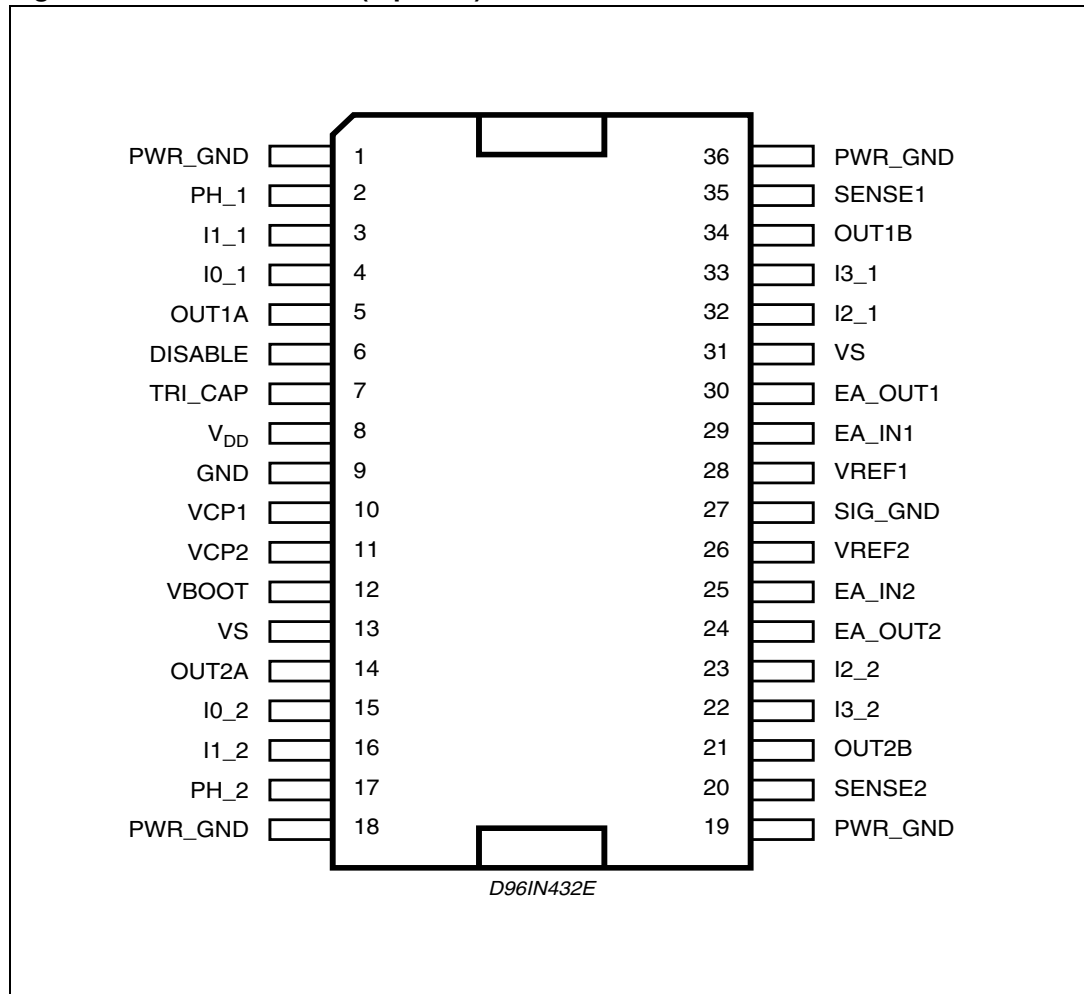 PWR_GND 1 36 PWR_GND
PH_1 2 35 SENSE1
I1_1 3 34 OUT1B
I0_1 4 33 I3_1
OUT1A 5 32 I2_1
DISABLE 6 31 VS
TRI_CAP 7 30 EA_OUT1
VDD 8 29 EA_IN1
GND 9 28 VREF1
VCP1 10 27 SIG_GND
VCP2 11 26 VREF2
VBOOT 12 25 EA_IN2
VS 13 24 EA_OUT2
OUT2A 14 23 I2_2
I0_2 15 22 I3_2
I1_2 16 21 OUT2B
PH_2 17 20 SENSE2
PWR_GND 18 19 PWR_GND
D96IN432E